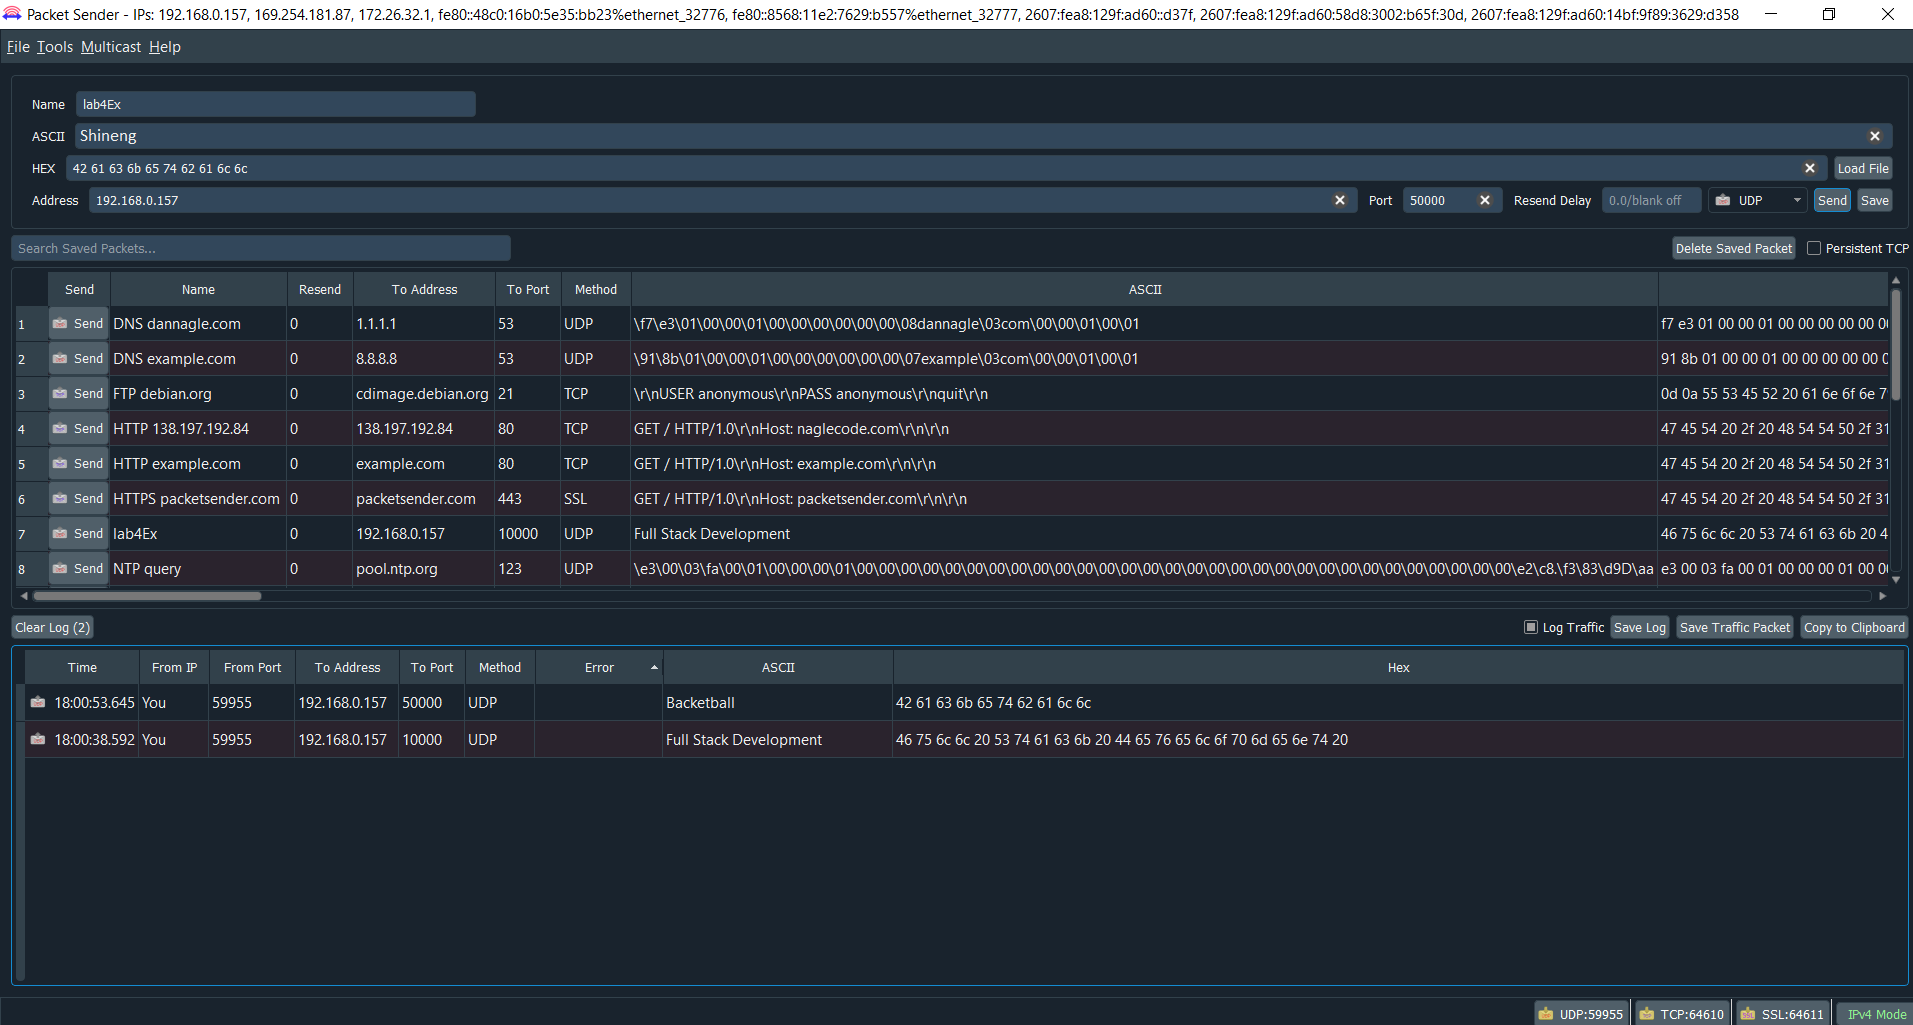 Packet Sender - IPs: 192.168.0.157, 169.254.181.87, 172.26.32.1, fe80::48c0:16b0:5e35:bb23%ethernet_32776, fe80::8568:11e2:7629:b557%ethernet_32777, 2607:fea8:129f:ad60::d37f, 2607:fea8:129f:ad60:58d8:3002:b65f:30d, 2607:fea8:129f:ad60:14bf:9f89:3629:d358
File Tools Multicast Help
Name lab4Ex
ASCII Shineng
HEX 42 61 63 6b 65 74 62 61 6c 6c Load File
Address 192.168.0.157 Port 50000 Resend Delay 0.0/blank off UDP Send Save
Search Saved Packets... Delete Saved Packet Persistent TCP
Send Name Resend To Address To Port Method ASCII
1 Send DNS dannagle.com 0 1.1.1.1 53 UDP \f7\e3\01\00\00\01\00\00\00\00\00\00\08dannagle\03com\00\00\01\00\01 f7 e3 01 00 00 01 00 00 00 00 00 00
2 Send DNS example.com 0 8.8.8.8 53 UDP \91\8b\01\00\00\01\00\00\00\00\00\00\07example\03com\00\00\01\00\01 91 8b 01 00 00 01 00 00 00 00 00 0
3 Send FTP debian.org 0 cdimage.debian.org 21 TCP \r\nUSER anonymous\r\nPASS anonymous\r\nquit\r\n 0d 0a 55 53 45 52 20 61 6e 6f 6e 7
4 Send HTTP 138.197.192.84 0 138.197.192.84 80 TCP GET / HTTP/1.0\r\nHost: naglecode.com\r\n\r\n 47 45 54 20 2f 20 48 54 54 50 2f 31
5 Send HTTP example.com 0 example.com 80 TCP GET / HTTP/1.0\r\nHost: example.com\r\n\r\n 47 45 54 20 2f 20 48 54 54 50 2f 31
6 Send HTTPS packetsender.com 0 packetsender.com 443 SSL GET / HTTP/1.0\r\nHost: packetsender.com\r\n\r\n 47 45 54 20 2f 20 48 54 54 50 2f 31
7 Send lab4Ex 0 192.168.0.157 10000 UDP Full Stack Development 46 75 6c 6c 20 53 74 61 63 6b 20 4
8 Send NTP query 0 pool.ntp.org 123 UDP \e3\00\03\fa\00\01\00\00\00\01\00\00\00\00\00\00\00\00\00\00\00\00\00\00\00\00\00\00\00\00\00\00\00\00\00\00\00\00\00\00\e2\c8.\f3\83\d9D\aa e3 00 03 fa 00 01 00 00 00 01 00 00
Clear Log (2) Log Traffic Save Log Save Traffic Packet Copy to Clipboard
Time From IP From Port To Address To Port Method Error ASCII Hex
18:00:53.645 You 59955 192.168.0.157 50000 UDP Backetball 42 61 63 6b 65 74 62 61 6c 6c
18:00:38.592 You 59955 192.168.0.157 10000 UDP Full Stack Development 46 75 6c 6c 20 53 74 61 63 6b 20 44 65 76 65 6c 6f 70 6d 65 6e 74 20
UDP:59955 TCP:64610 SSL:64611 IPv4 Mode